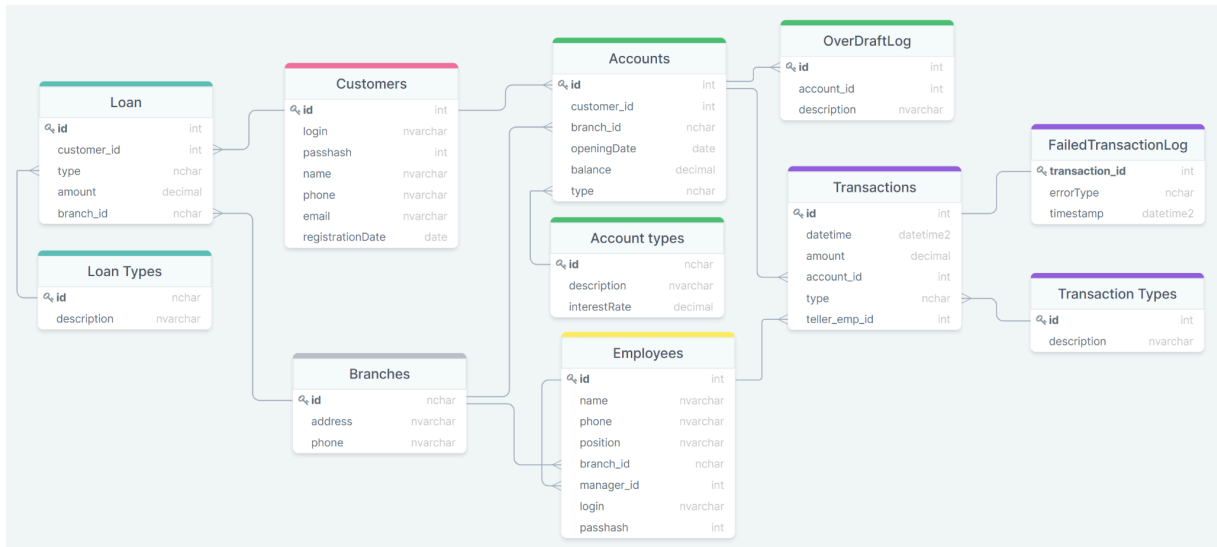 Loan
id int
customer_id int
type nchar
amount decimal
branch_id nchar
Loan Types
id nchar
description nvarchar
Customers
id int
login nvarchar
passhash int
name nvarchar
phone nvarchar
email nvarchar
registrationDate date
Branches
id nchar
address nvarchar
phone nvarchar
Accounts
id int
customer_id int
branch_id nchar
openingDate date
balance decimal
type nchar
Account types
id nchar
description nvarchar
interestRate decimal
Employees
id int
name nvarchar
phone nvarchar
position nvarchar
branch_id nchar
manager_id int
login nvarchar
passhash int
OverDraftLog
id int
account_id int
description nvarchar
Transactions
id int
datetime datetime2
amount decimal
account_id int
type nchar
teller_emp_id int
FailedTransactionLog
transaction_id int
errorType nchar
timestamp datetime2
Transaction Types
id int
description nvarchar